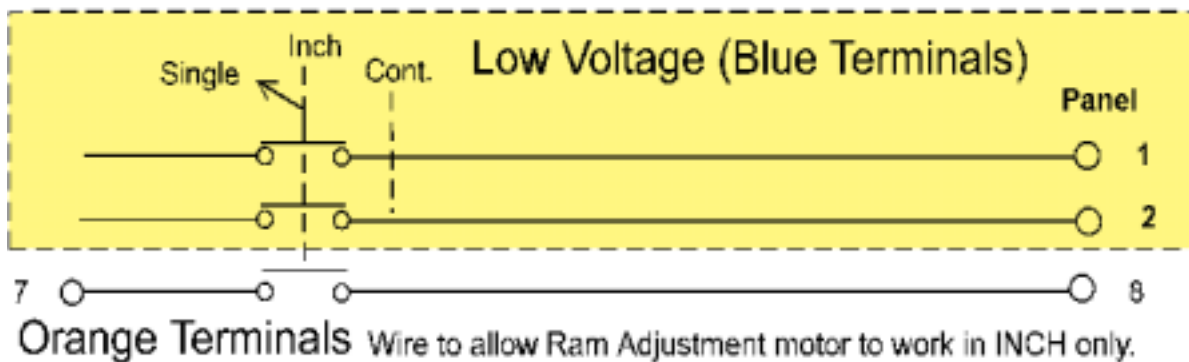 Inch
Low Voltage (Blue Terminals)
Single
Cont.
Panel
1
2
7
8
Orange Terminals Wire to allow Ram Adjustment motor to work in INCH only.